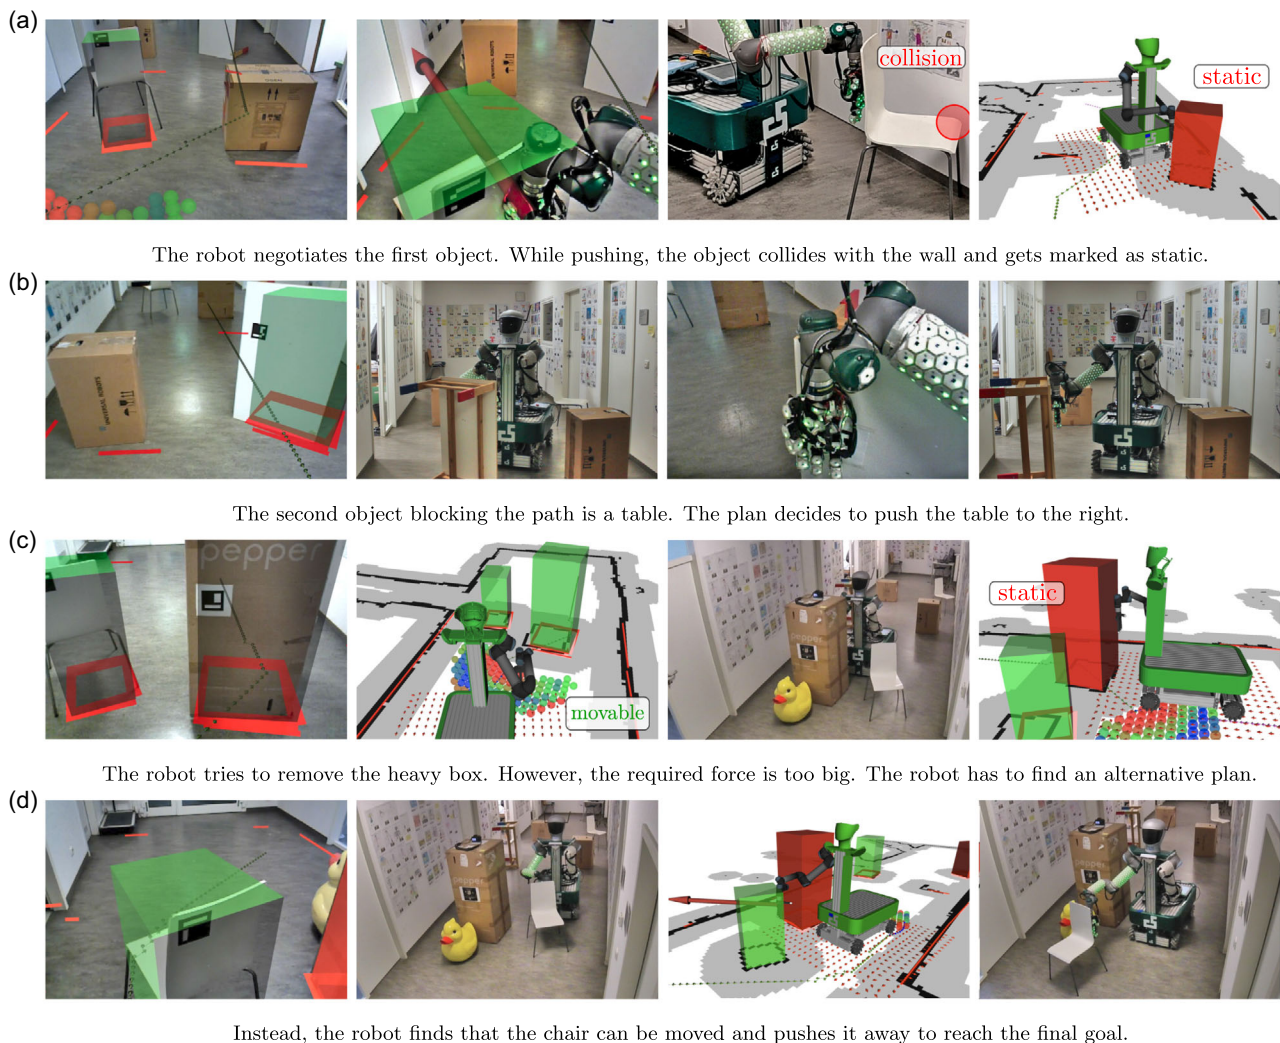 (a)
collision
static
The robot negotiates the first object. While pushing, the object collides with the wall and gets marked as static.
(b)
The second object blocking the path is a table. The plan decides to push the table to the right.
(c)
pepper
movable
pepper
static
The robot tries to remove the heavy box. However, the required force is too big. The robot has to find an alternative plan.
(d)
pepper
Instead, the robot finds that the chair can be moved and pushes it away to reach the final goal.